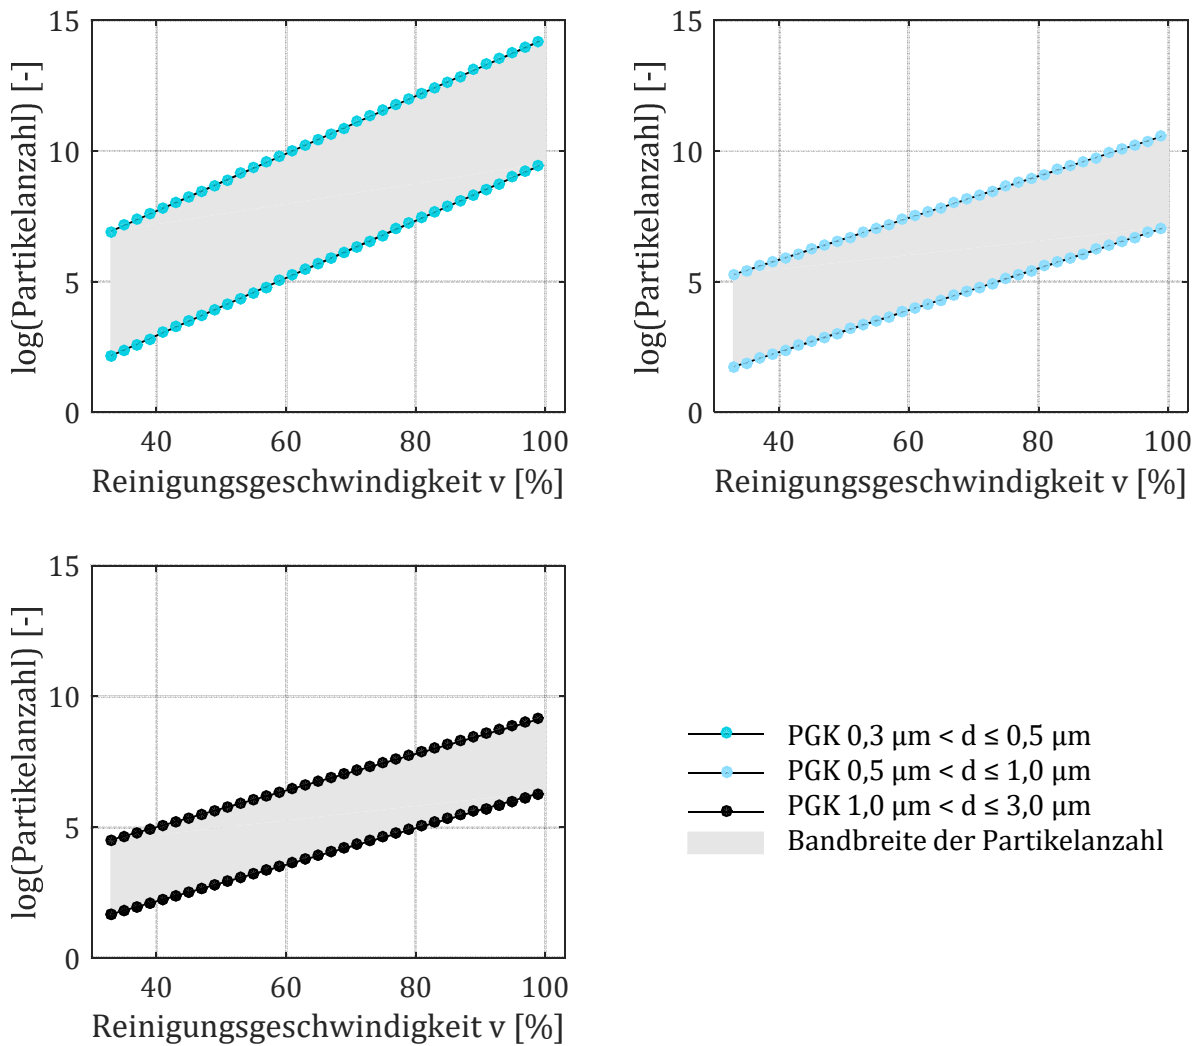 log(Partikelanzahl) [-]
15
10
5
0
40 60 80 100
Reinigungsgeschwindigkeit v [%]
log(Partikelanzahl) [-]
15
10
5
0
40 60 80 100
Reinigungsgeschwindigkeit v [%]
log(Partikelanzahl) [-]
15
10
5
0
40 60 80 100
Reinigungsgeschwindigkeit v [%]
PGK 0,3 µm < d ≤ 0,5 µm
PGK 0,5 µm < d ≤ 1,0 µm
PGK 1,0 µm < d ≤ 3,0 µm
Bandbreite der Partikelanzahl